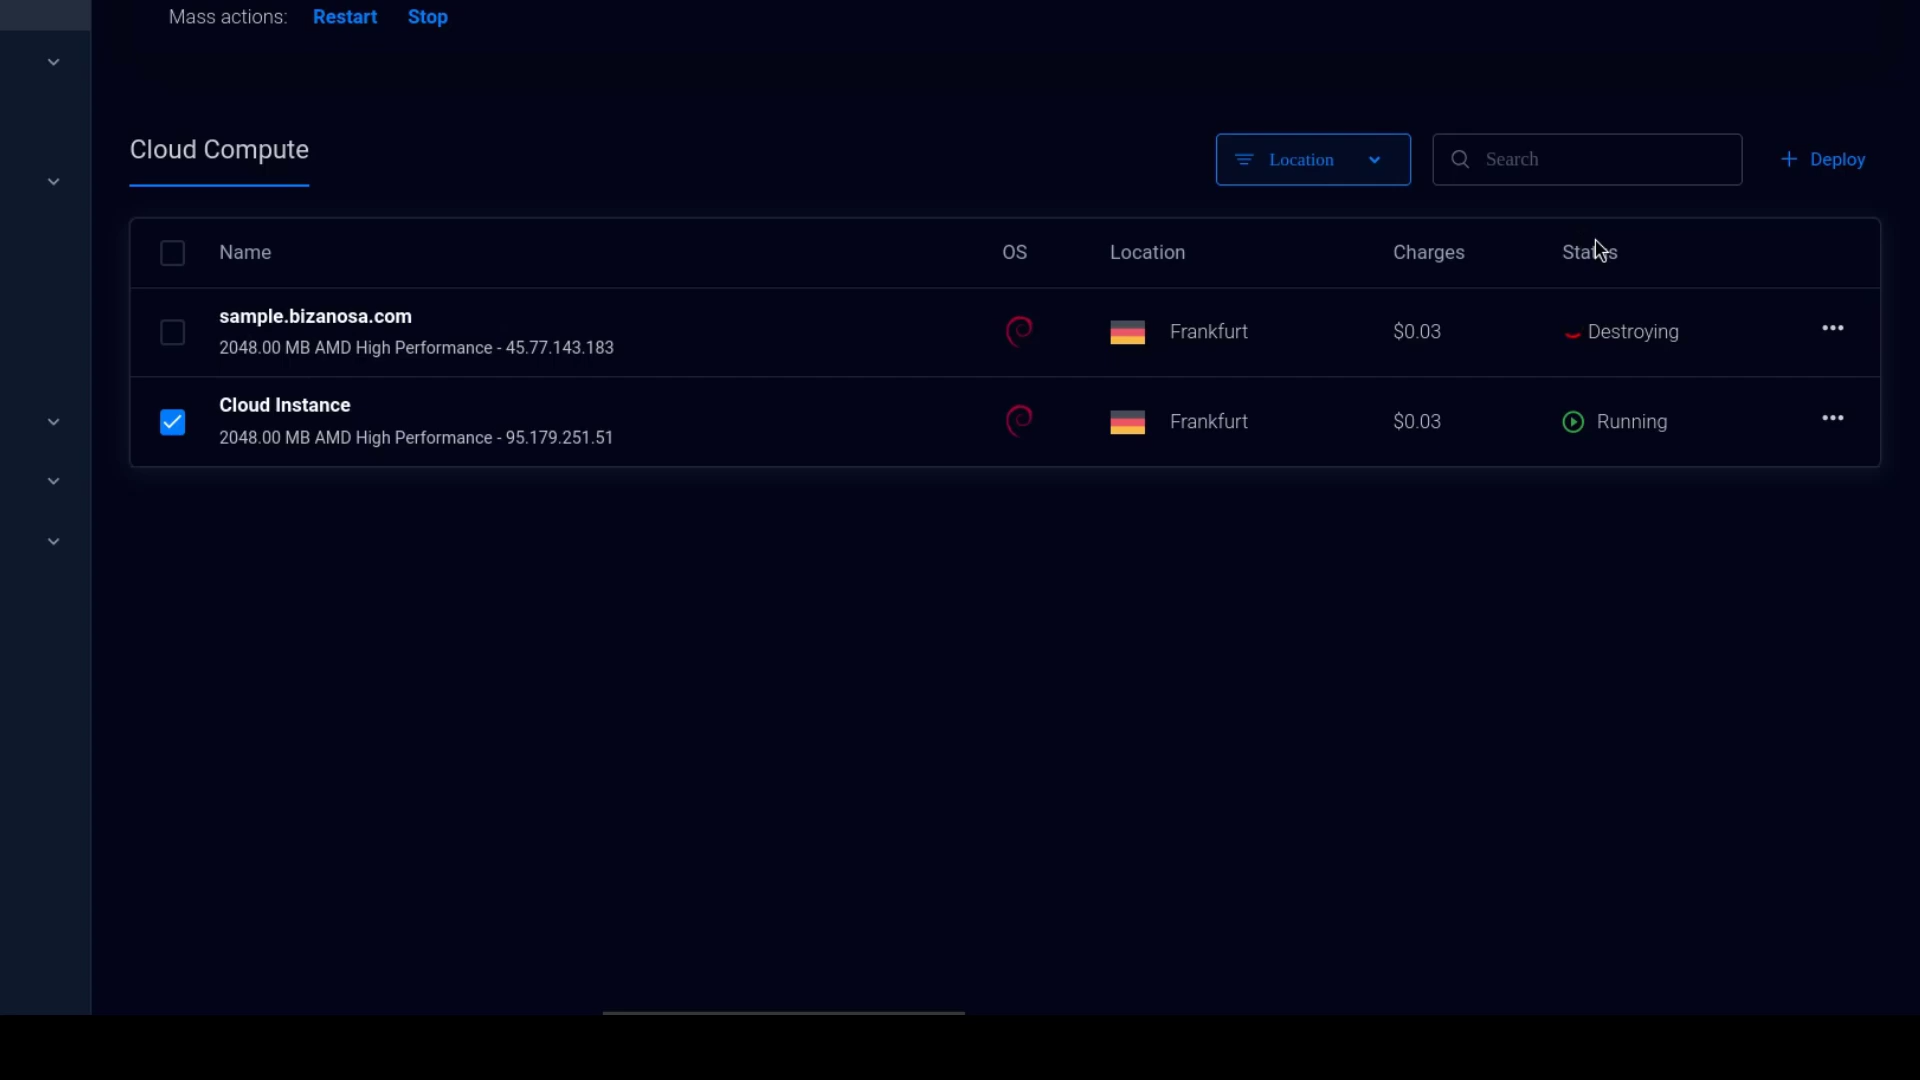 Mass actions: Restart Stop
Cloud Compute
Location
Search
+ Deploy
Name OS Location Charges Status
sample.bizanosa.com
2048.00 MB AMD High Performance - 45.77.143.183
Frankfurt $0.03 Destroying
Cloud Instance
2048.00 MB AMD High Performance - 95.179.251.51
Frankfurt $0.03 Running